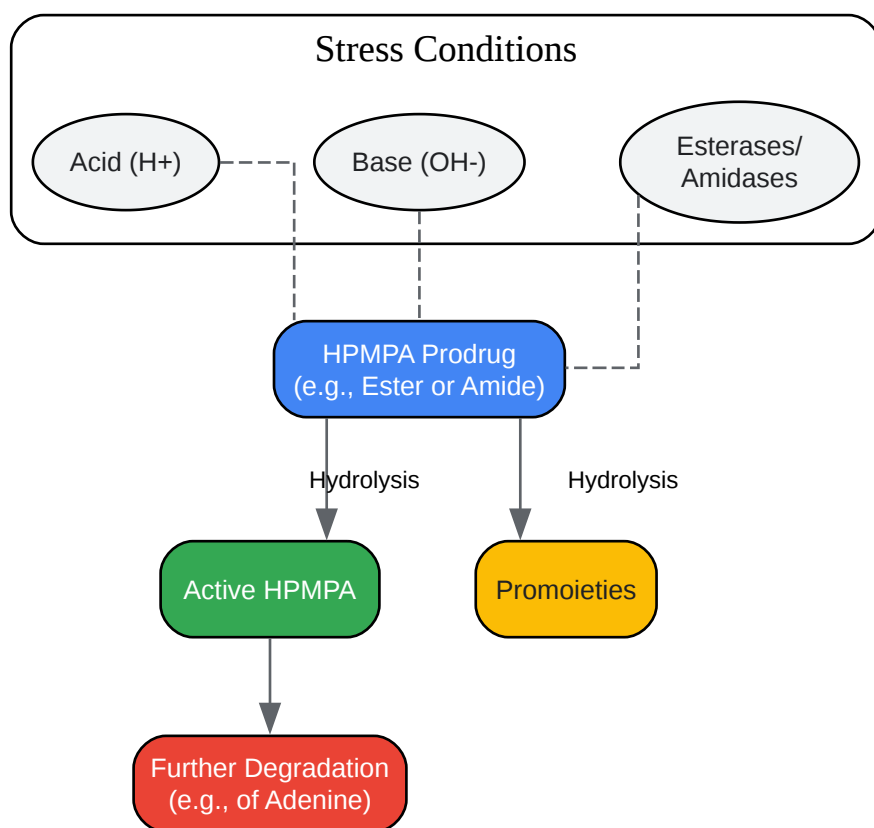 Stress Conditions
Acid (H+)
Base (OH-)
Esterases/
Amidases
HPMPA Prodrug
(e.g., Ester or Amide)
Hydrolysis
Hydrolysis
Active HPMPA
Promoieties
Further Degradation
(e.g., of Adenine)